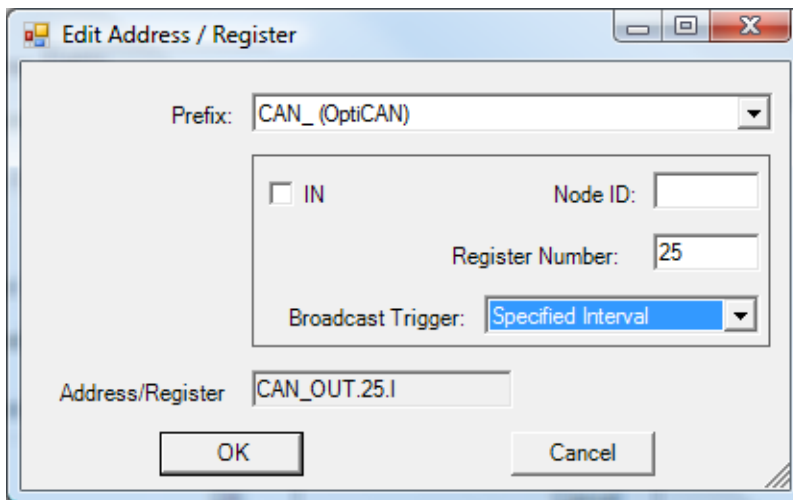 Edit Address / Register
Prefix: CAN_ (OptiCAN)
IN Node ID:
Register Number: 25
Broadcast Trigger: Specified Interval
Address/Register CAN_OUT.25.I
OK Cancel